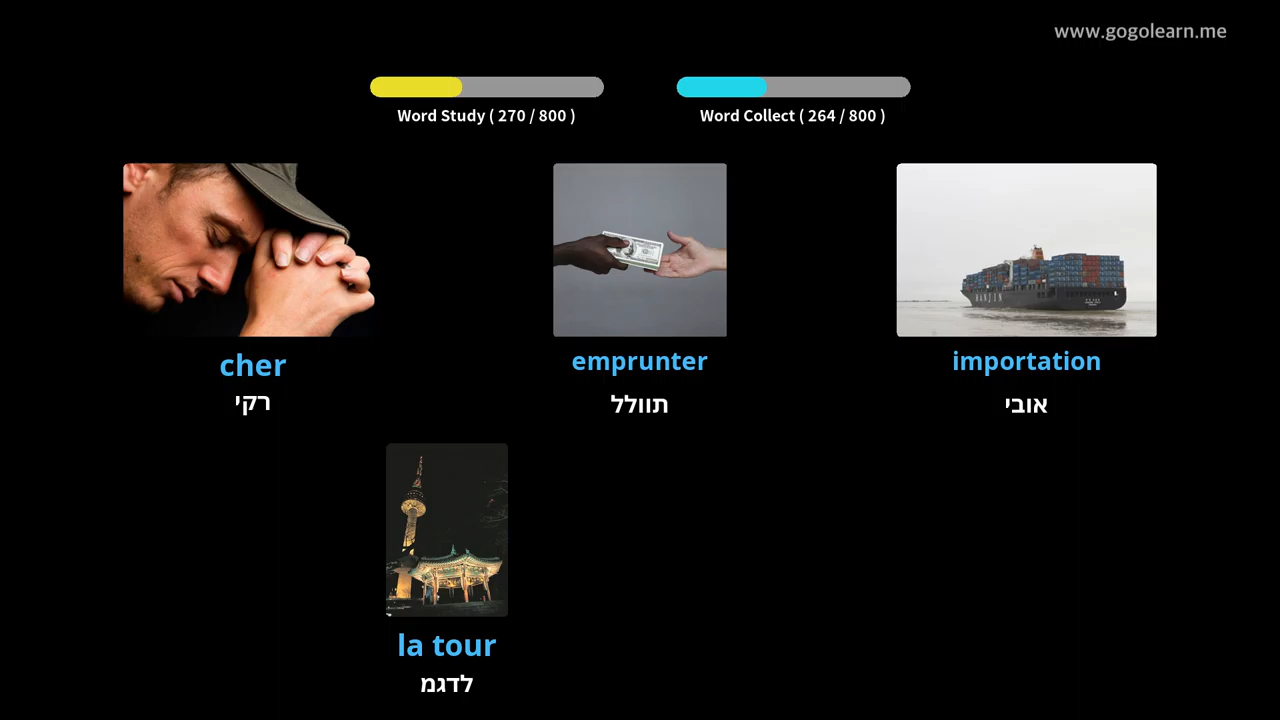 www.gogolearn.me
Word Study ( 270 / 800 )
Word Collect ( 264 / 800 )
HANJIN
cher
emprunter
importation
רקי
תוולל
אובי
la tour
לדגמ